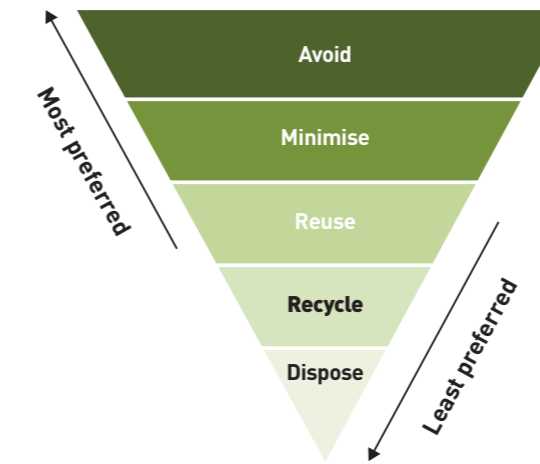 Avoid
Most preferred
Minimise
Reuse
Recycle
Least preferred
Dispose